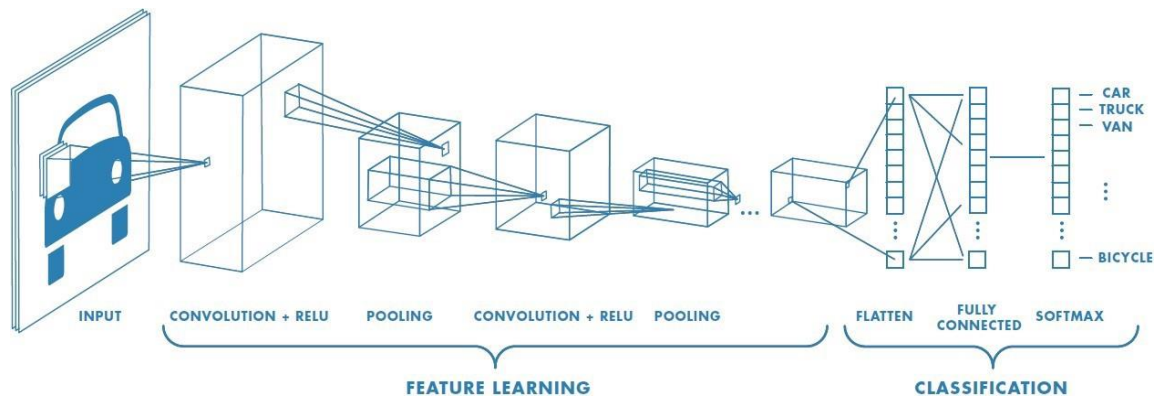 CAR
TRUCK
VAN
BICYCLE
INPUT
CONVOLUTION + RELU
POOLING
CONVOLUTION + RELU
POOLING
FLATTEN
FULLY
CONNECTED
SOFTMAX
FEATURE LEARNING
CLASSIFICATION